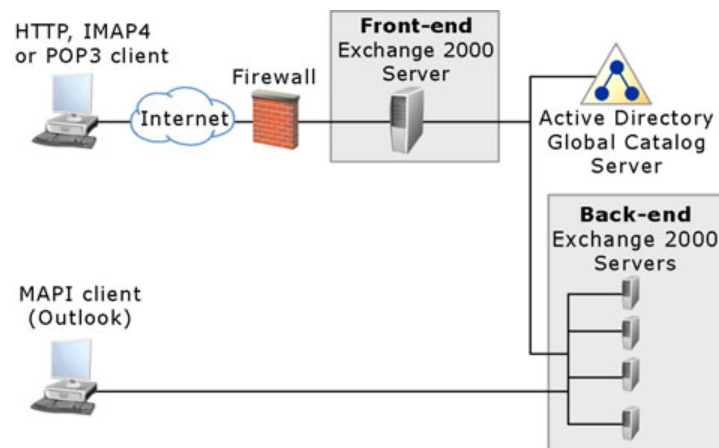 HTTP, IMAP4
or POP3 client
Internet
Firewall
Front-end
Exchange 2000
Server
Active Directory
Global Catalog
Server
Back-end
Exchange 2000
Servers
MAPI client
(Outlook)